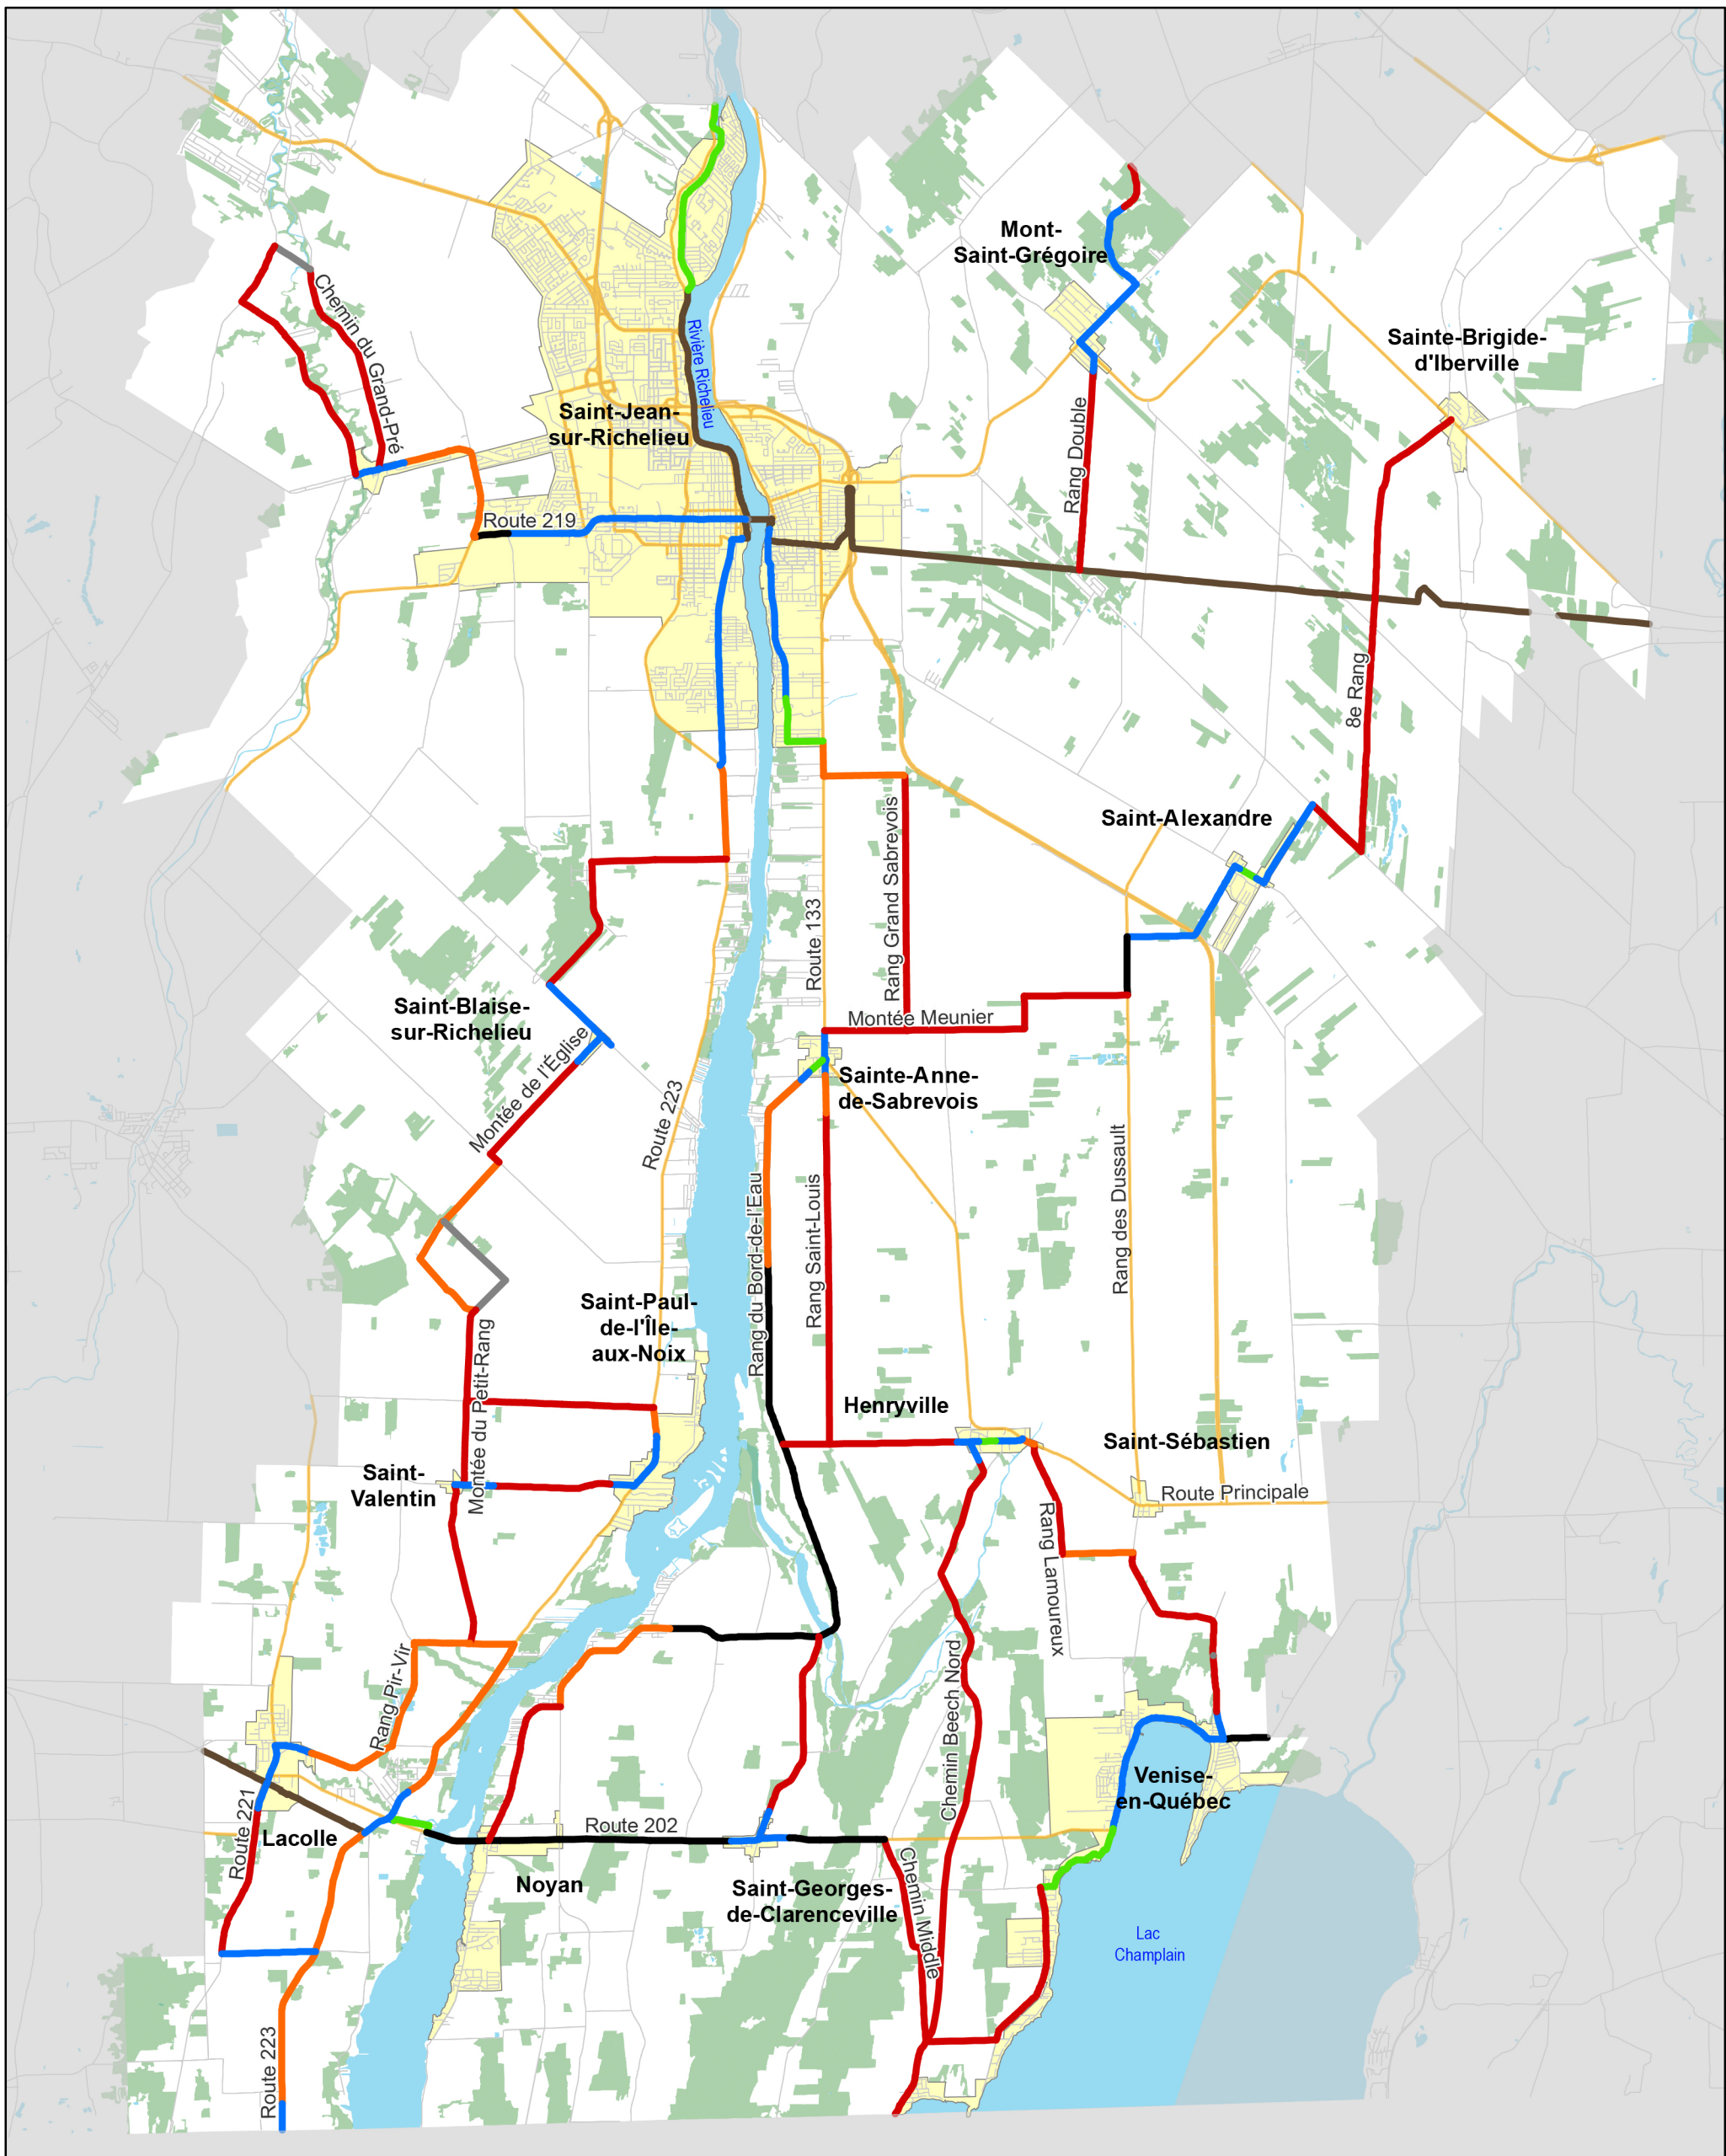 Mont-
Saint-Grégoire
Chemin du Grand-Pré
Rivière Richelieu
Sainte-Brigide-
d'Iberville
Saint-Jean-
sur-Richelieu
Rang Double
Route 219
8e Rang
Saint-Alexandre
Rang Grand Sabrevois
Route 133
Saint-Blaise-
sur-Richelieu
Montée Meunier
Montée de l'Église
Sainte-Anne-
de-Sabrevois
Route 223
Rang du Bord-de-l'Eau
Rang Saint-Louis
Rang des Dussault
Saint-Paul-
de-l'Île-
aux-Noix
Montée du Petit-Rang
Henryville
Saint-Sébastien
Saint-
Valentin
Route Principale
Rang Lamoureux
Rang Pir-Vir
Chemin Beech Nord
Venise-
en-Québec
Route 221
Lacolle
Route 202
Noyan
Saint-Georges-
de-Clarenceville
Chemin Middle
Lac
Champlain
Route 223